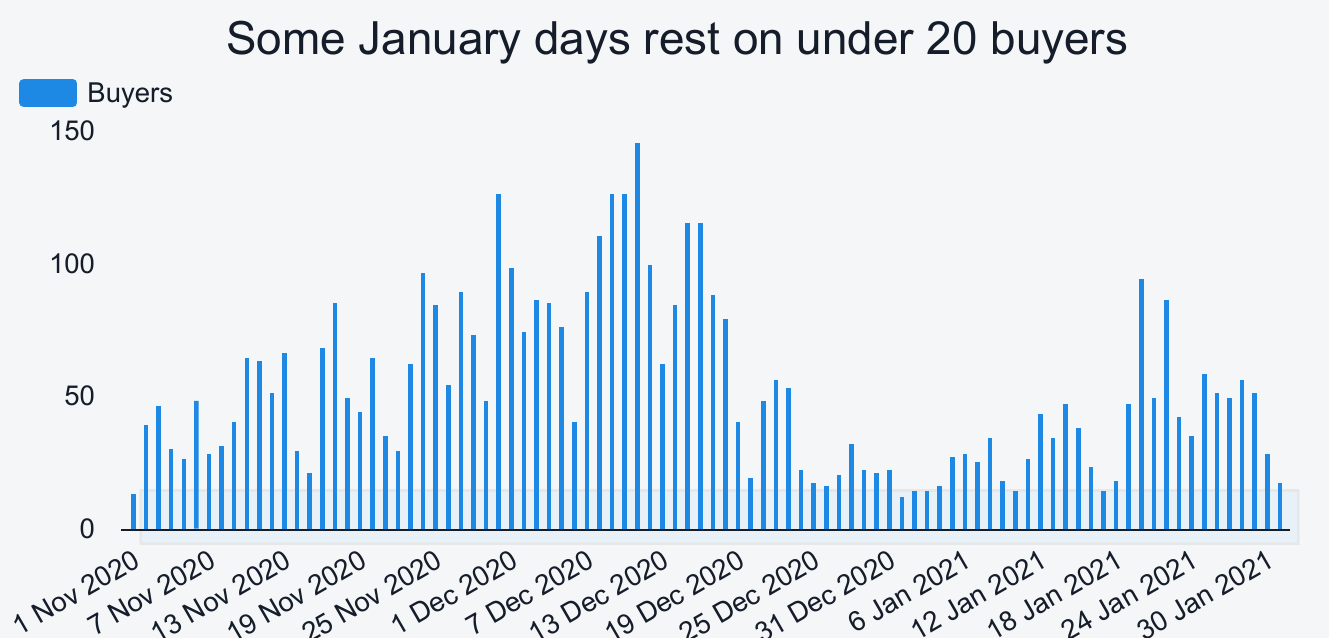 Some January days rest on under 20 buyers
Buyers
150
100
50
0
1 Nov 2020
7 Nov 2020
13 Nov 2020
19 Nov 2020
25 Nov 2020
1 Dec 2020
7 Dec 2020
13 Dec 2020
19 Dec 2020
25 Dec 2020
31 Dec 2020
6 Jan 2021
12 Jan 2021
18 Jan 2021
24 Jan 2021
30 Jan 2021